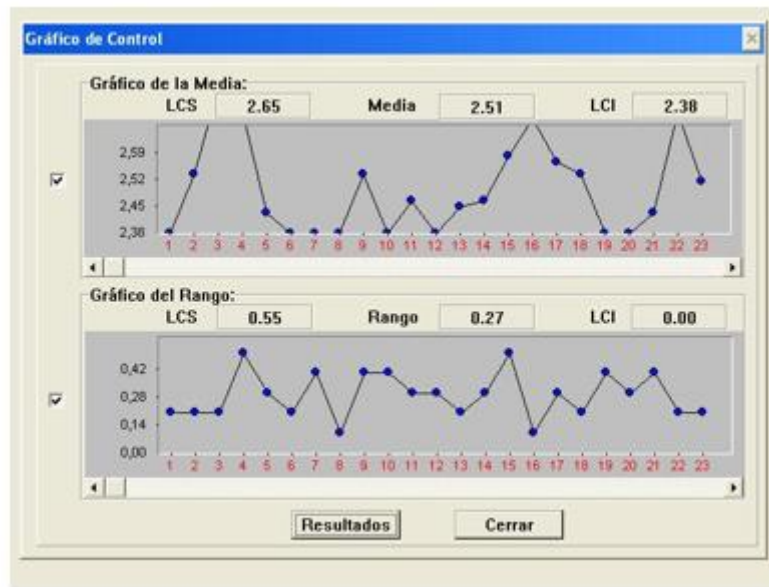 Gráfico de Control
Gráfico de la Media:
LCS 2.65 Media 2.51 LCI 2.38
2,59
2,52
2,45
2,38
1 2 3 4 5 6 7 8 9 10 11 12 13 14 15 16 17 18 19 20 21 22 23
Gráfico del Rango:
LCS 0.55 Rango 0.27 LCI 0.00
0,42
0,28
0,14
0,00
1 2 3 4 5 6 7 8 9 10 11 12 13 14 15 16 17 18 19 20 21 22 23
Resultados Cerrar